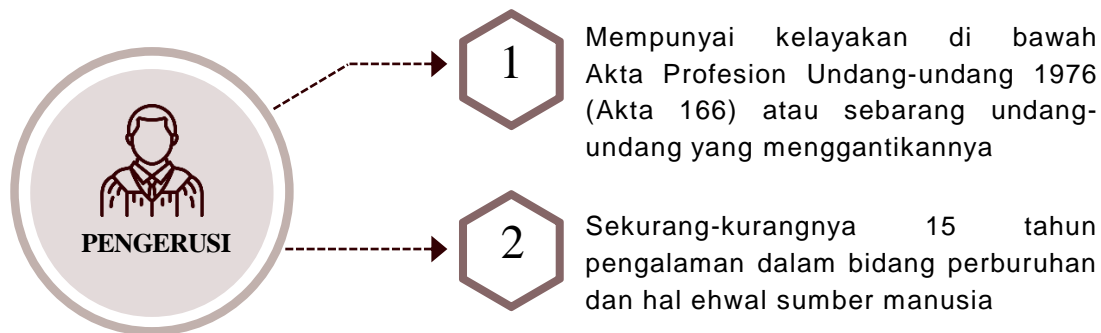 PENGERUSI
1
Mempunyai kelayakan di bawah
Akta Profesion Undang-undang 1976
(Akta 166) atau sebarang undang-
undang yang menggantikannya
2
Sekurang-kurangnya 15 tahun
pengalaman dalam bidang perburuhan
dan hal ehwal sumber manusia